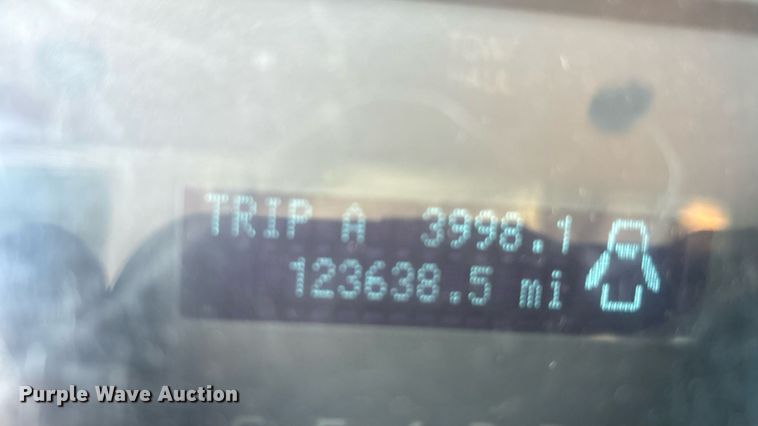 TRIP A 3998.1
123638.5 mi
Purple Wave Auction